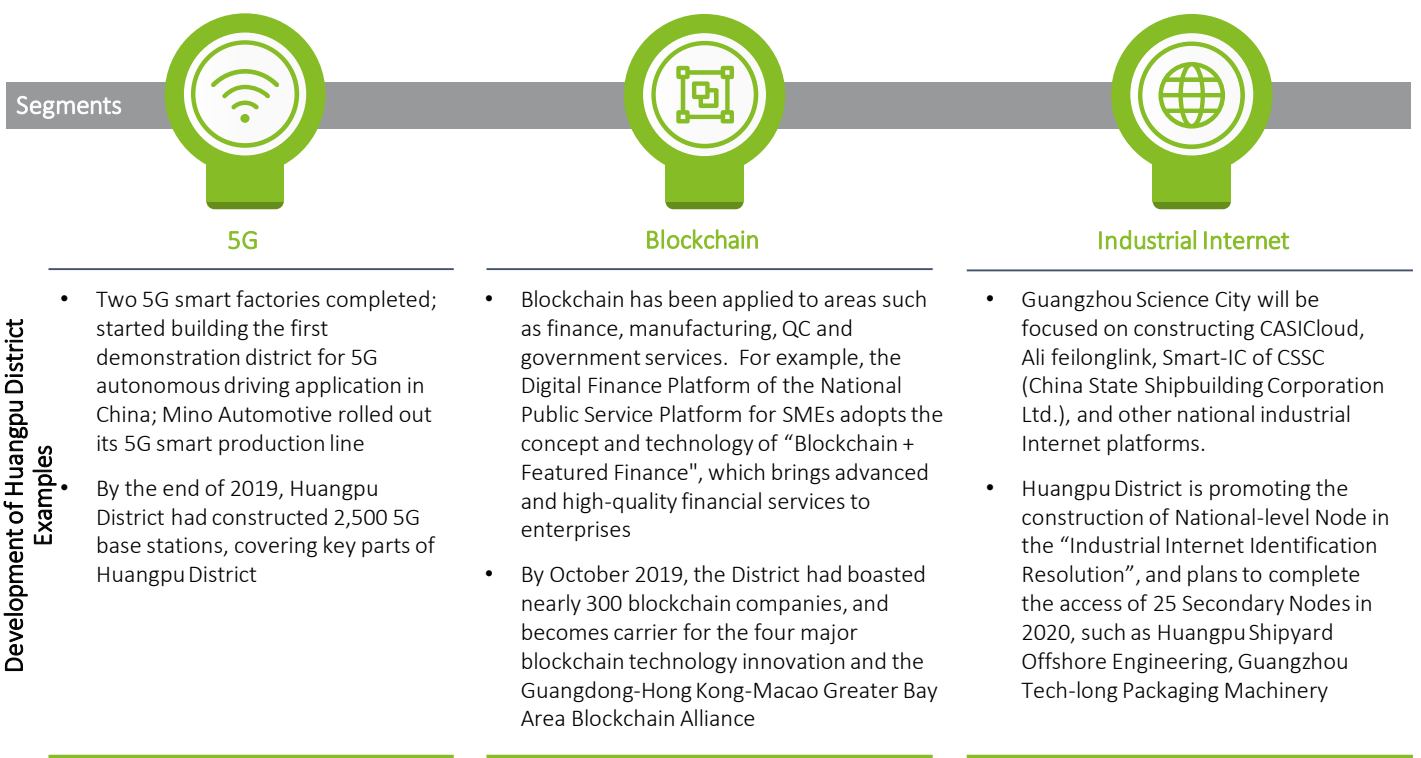 Segments
5G
Blockchain
Industrial Internet
Development of Huangpu District
Examples
• Two 5G smart factories completed;
started building the first
demonstration district for 5G
autonomous driving application in
China; Mino Automotive rolled out
its 5G smart production line
• By the end of 2019, Huangpu
District had constructed 2,500 5G
base stations, covering key parts of
Huangpu District
• Blockchain has been applied to areas such
as finance, manufacturing, QC and
government services.  For example, the
Digital Finance Platform of the National
Public Service Platform for SMEs adopts the
concept and technology of “Blockchain +
Featured Finance", which brings advanced
and high-quality financial services to
enterprises
• By October 2019, the District had boasted
nearly 300 blockchain companies, and
becomes carrier for the four major
blockchain technology innovation and the
Guangdong-Hong Kong-Macao Greater Bay
Area Blockchain Alliance
• Guangzhou Science City will be
focused on constructing CASICloud,
Ali feilonglink, Smart-IC of CSSC
(China State Shipbuilding Corporation
Ltd.), and other national industrial
Internet platforms.
• Huangpu District is promoting the
construction of National-level Node in
the “Industrial Internet Identification
Resolution”, and plans to complete
the access of 25 Secondary Nodes in
2020, such as Huangpu Shipyard
Offshore Engineering, Guangzhou
Tech-long Packaging Machinery